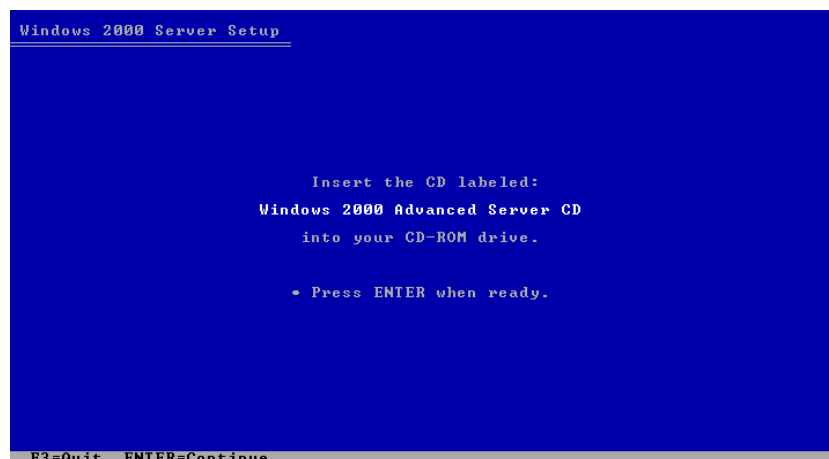 Windows 2000 Server Setup
Insert the CD labeled:
Windows 2000 Advanced Server CD
into your CD-ROM drive.
• Press ENTER when ready.
F3=Quit ENTER=Continue